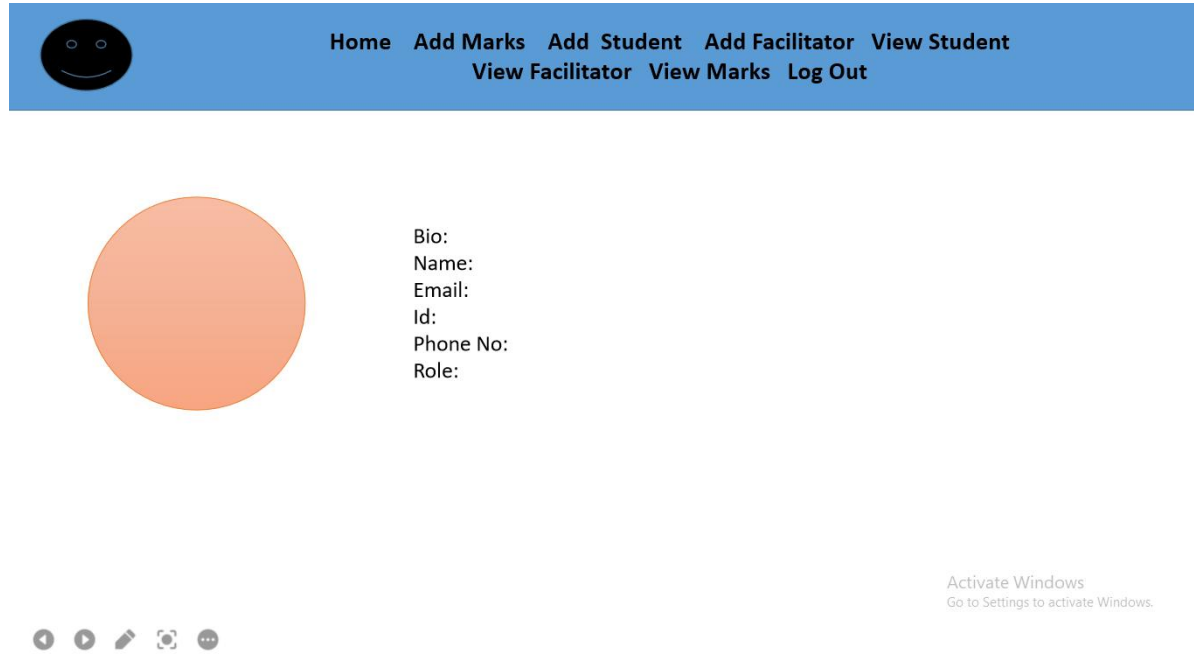 Home Add Marks Add Student Add Facilitator View Student
View Facilitator View Marks Log Out
Bio:
Name:
Email:
Id:
Phone No:
Role:
Activate Windows
Go to Settings to activate Windows.